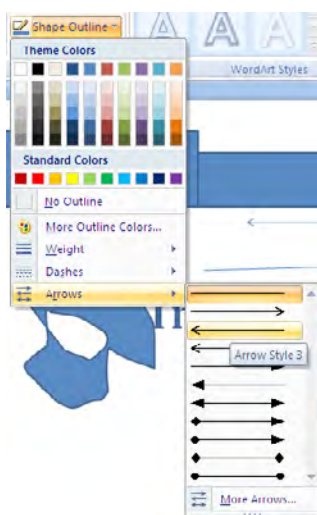 Shape Outline
Theme Colors
WordArt Styles
Standard Colors
No Outline
More Outline Colors...
Weight
Dashes
Arrows
Arrow Style 3
More Arrows...